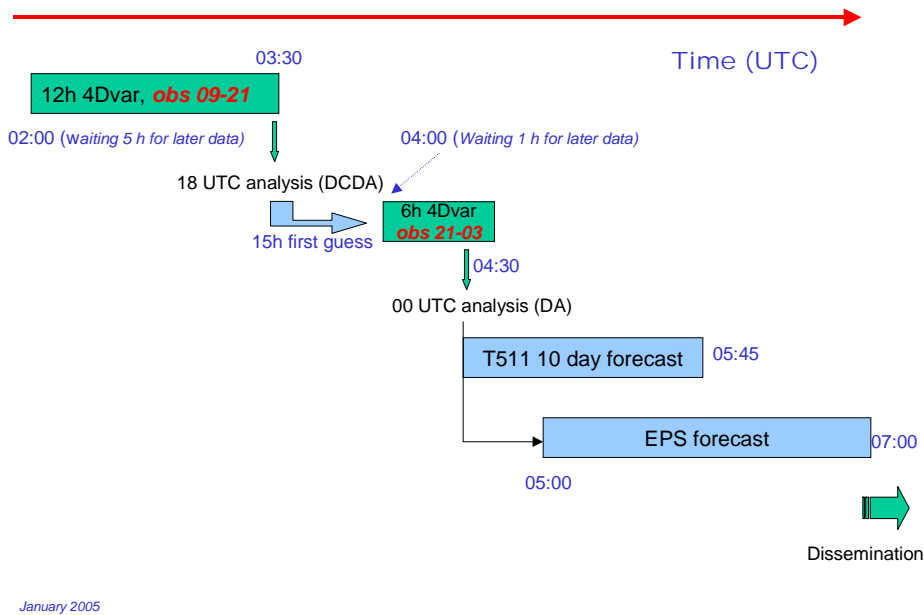 03:30
Time (UTC)
12h 4Dvar, obs 09-21
02:00 (waiting 5 h for later data)
04:00 (Waiting 1 h for later data)
18 UTC analysis (DCDA)
6h 4Dvar
obs 21-03
15h first guess
04:30
00 UTC analysis (DA)
T511 10 day forecast
05:45
EPS forecast
07:00
05:00
Dissemination
January 2005